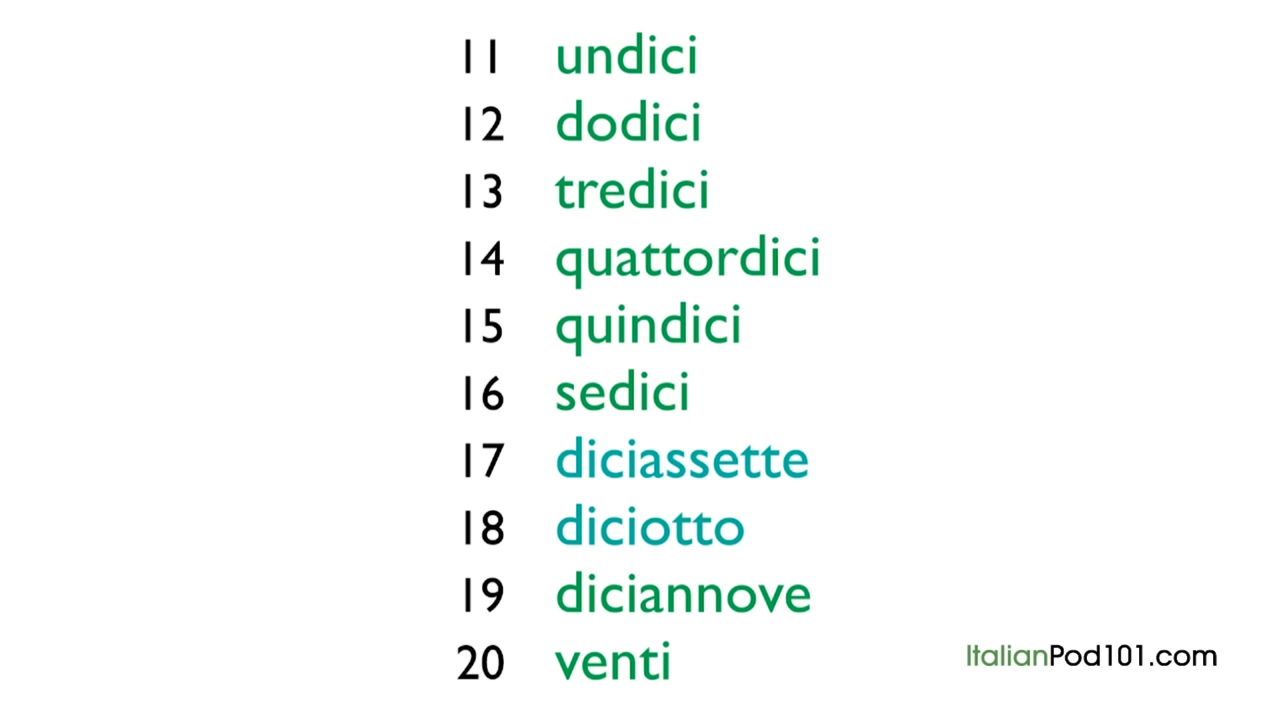 11 undici
12 dodici
13 tredici
14 quattordici
15 quindici
16 sedici
17 diciassette
18 diciotto
19 diciannove
20 venti
ItalianPod101.com